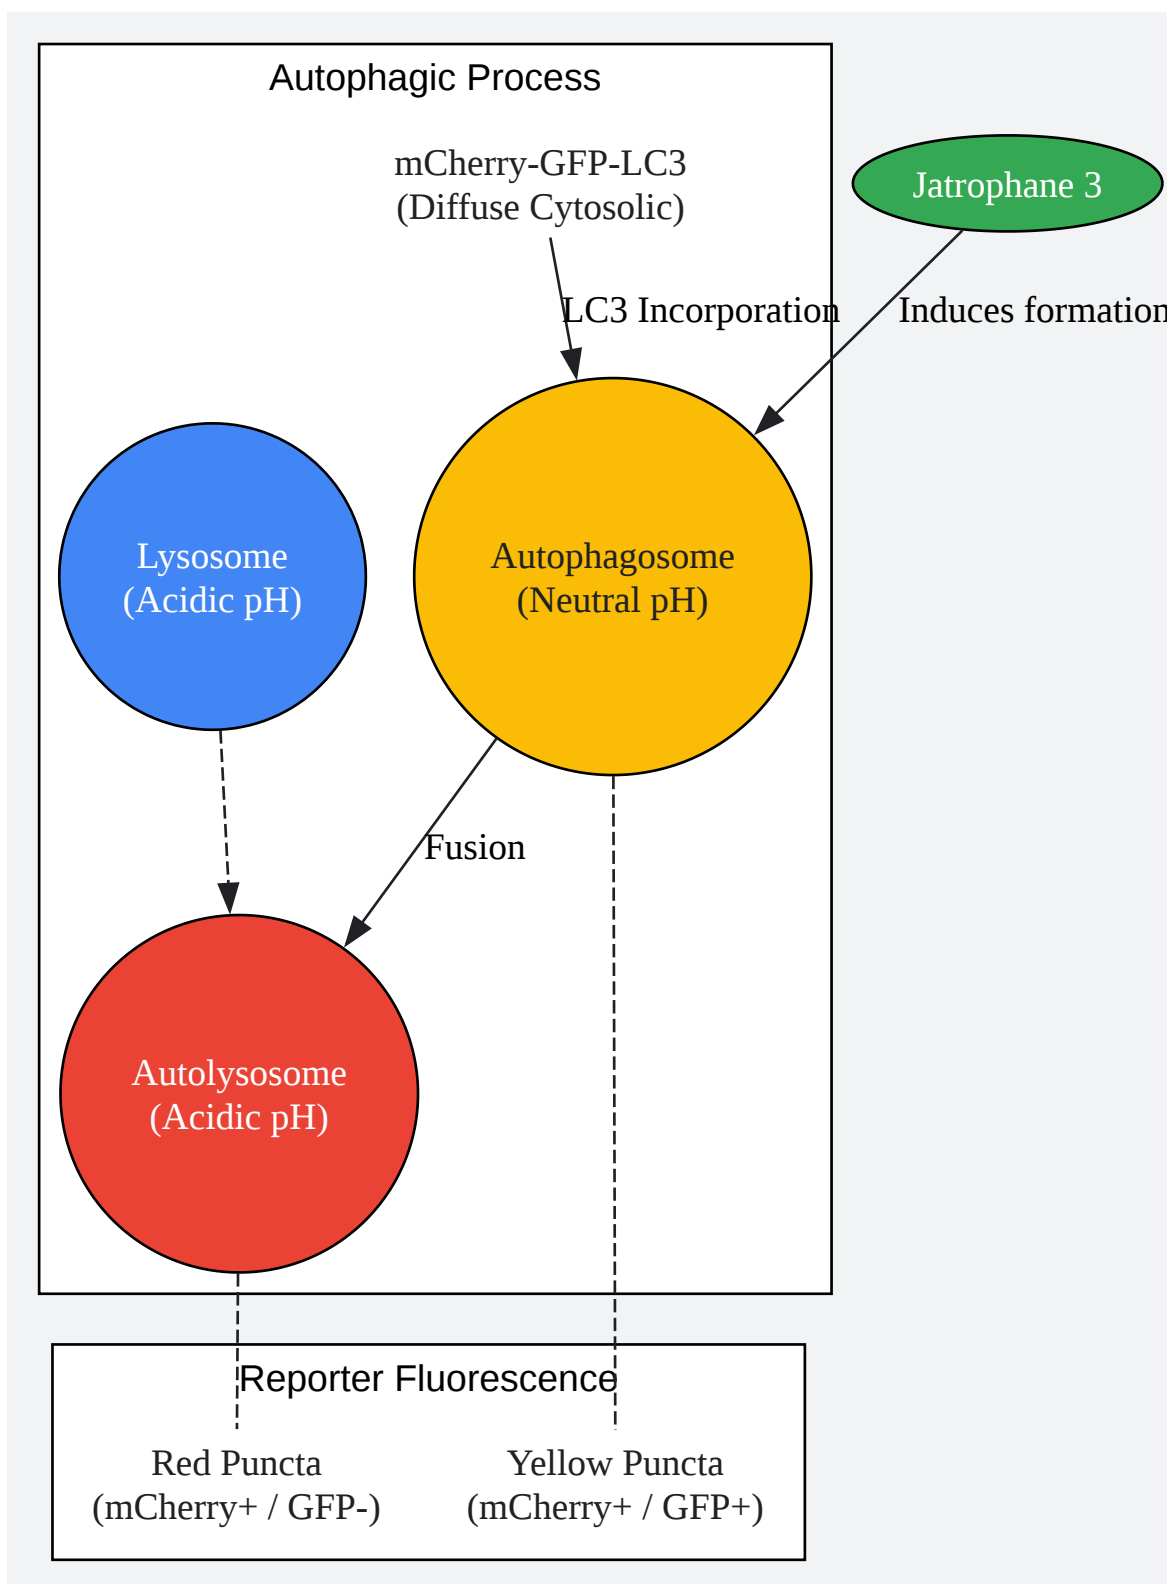 Autophagic Process
mCherry-GFP-LC3
(Diffuse Cytosolic)
Jatrophane 3
LC3 Incorporation
Induces formation
Lysosome
(Acidic pH)
Autophagosome
(Neutral pH)
Fusion
Autolysosome
(Acidic pH)
Reporter Fluorescence
Red Puncta
(mCherry+ / GFP-)
Yellow Puncta
(mCherry+ / GFP+)